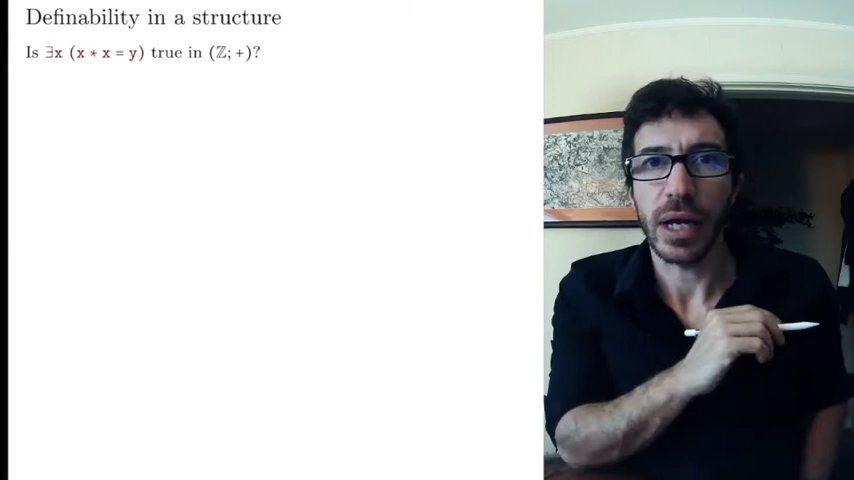 Definability in a structure
Is ∃x (x * x = y) true in (ℤ; +)?